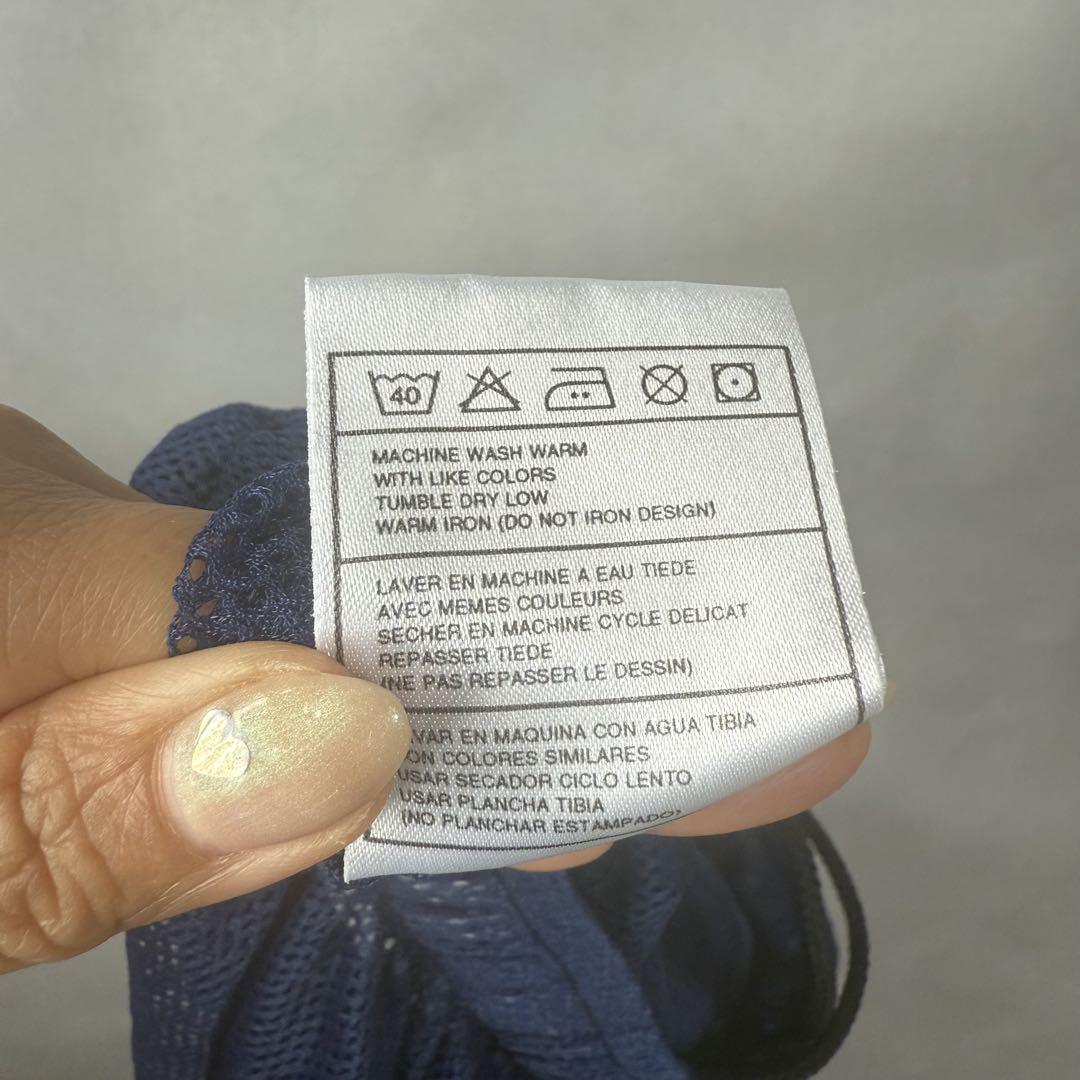 40
MACHINE WASH WARM
WITH LIKE COLORS
TUMBLE DRY LOW
WARM IRON (DO NOT IRON DESIGN)
LAVER EN MACHINE A EAU TIEDE
AVEC MEMES COULEURS
SECHER EN MACHINE CYCLE DELICAT
REPASSER TIEDE
(NE PAS REPASSER LE DESSIN)
EN MAQUINA CON AGUA TIBIA
COLORES SIMILARES
USAR SECADOR CICLO LENTO
USAR PLANCHA TIBIA
(NO PLANCHAR ESTAMPADO)